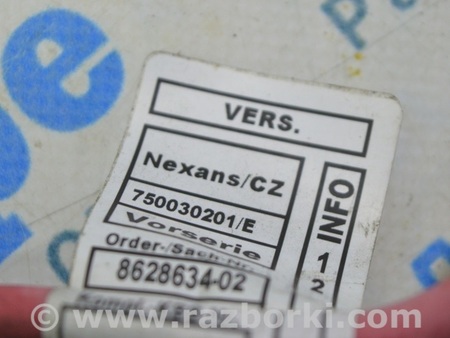 VERS.
Nexans/CZ
750030201/E
Vorserie
Order-/Sach-Nr.
8628634-02
INFO
1
2
© www.razborki.com